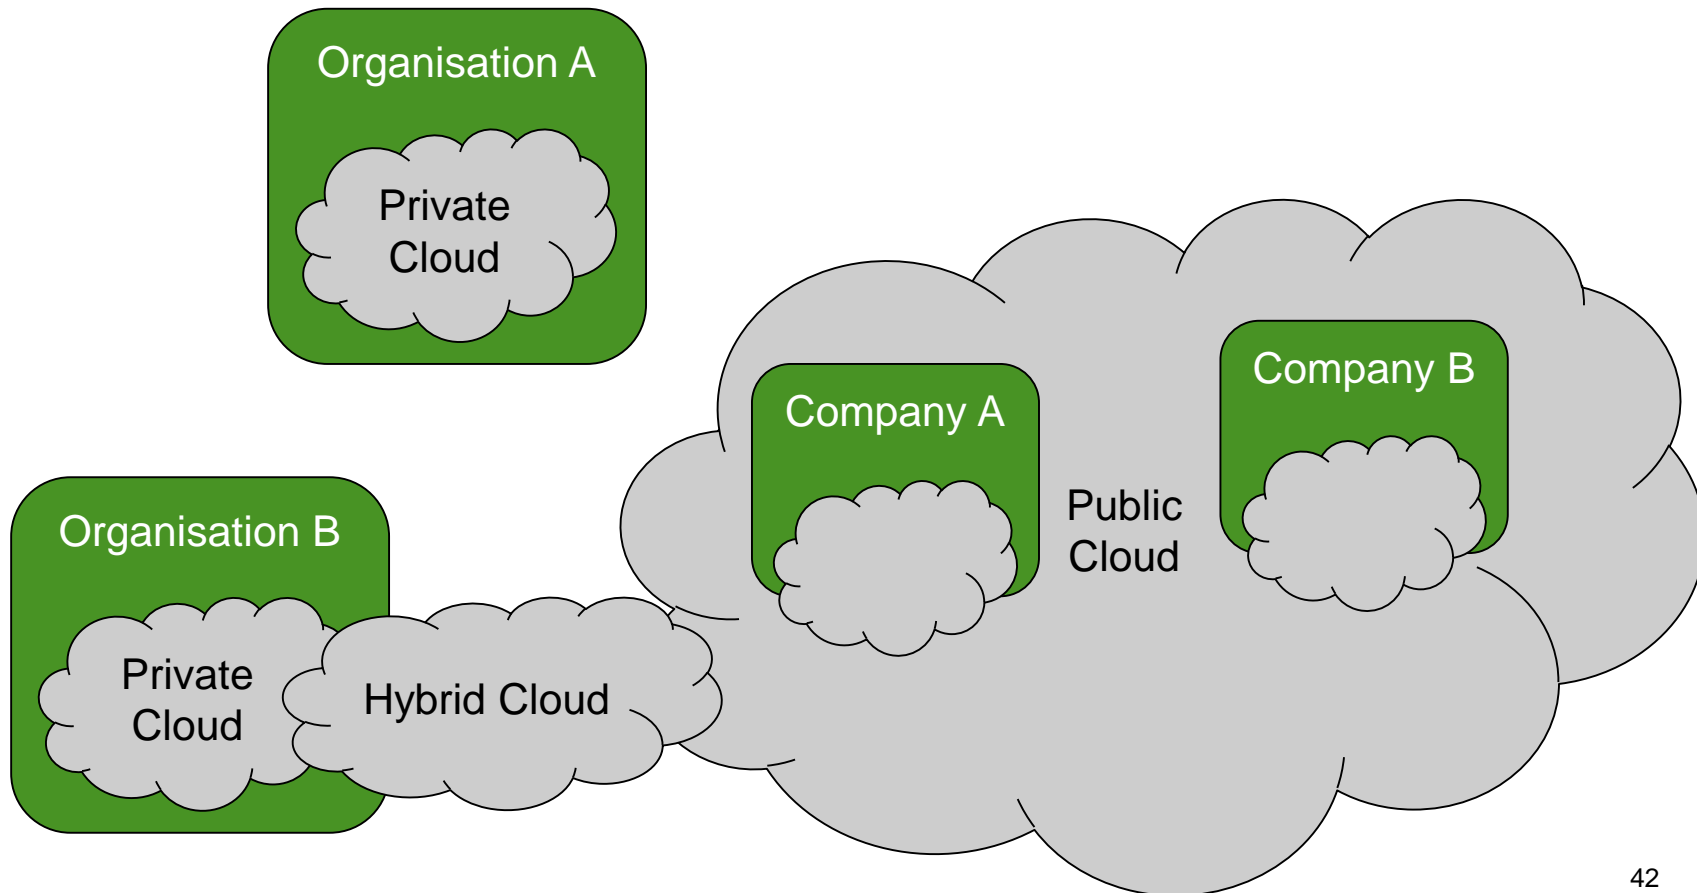 Organisation A
Private
Cloud
Company B
Company A
Public
Cloud
Organisation B
Private
Cloud
Hybrid Cloud
42